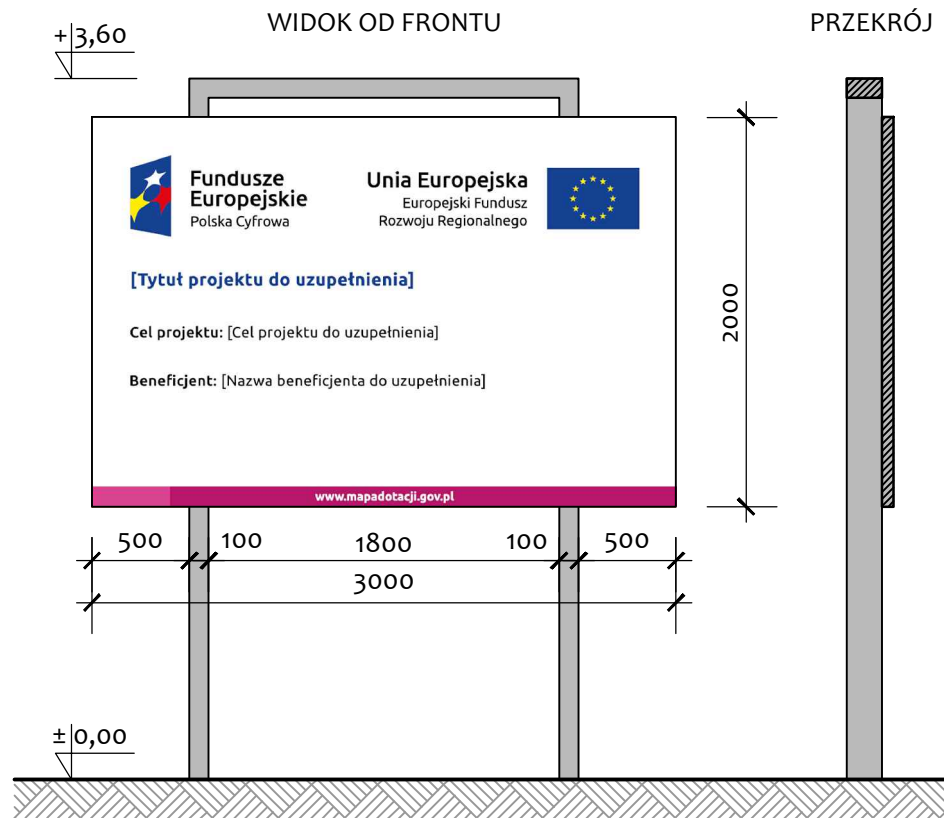 WIDOK OD FRONTU
PRZEKRÓJ
+3,60
Fundusze
Europejskie
Polska Cyfrowa
Unia Europejska
Europejski Fundusz
Rozwoju Regionalnego
[Tytuł projektu do uzupełnienia]
Cel projektu: [Cel projektu do uzupełnienia]
Beneficjent: [Nazwa beneficjenta do uzupełnienia]
www.mapadotacji.gov.pl
2000
500 100 1800 100 500
3000
±0,00